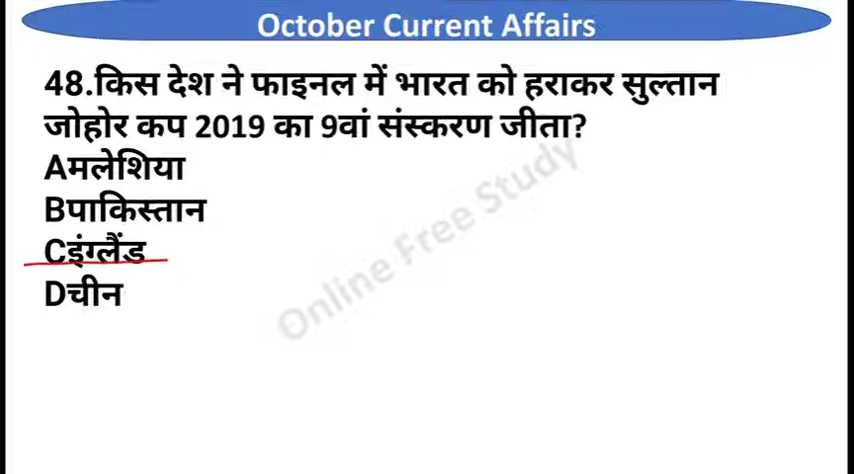 October Current Affairs
48.किस देश ने फाइनल में भारत को हराकर सुल्तान
जोहोर कप 2019 का 9वां संस्करण जीता?
Aमलेशिया
Bपाकिस्तान
Cइंग्लैंड
Dचीन
Online Free Study